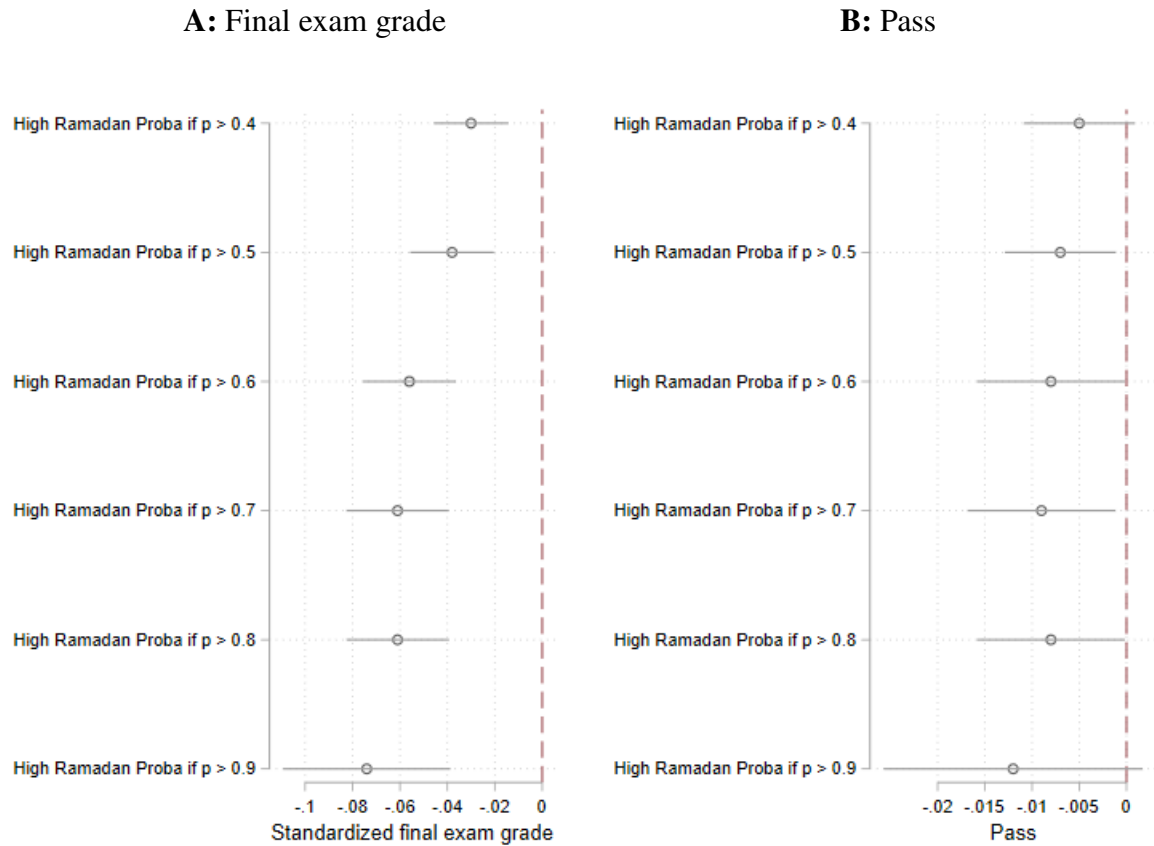 A: Final exam grade
High Ramadan Proba if p > 0.4
High Ramadan Proba if p > 0.5
High Ramadan Proba if p > 0.6
High Ramadan Proba if p > 0.7
High Ramadan Proba if p > 0.8
High Ramadan Proba if p > 0.9
-.1 -.08 -.06 -.04 -.02 0
Standardized final exam grade
B: Pass
High Ramadan Proba if p > 0.4
High Ramadan Proba if p > 0.5
High Ramadan Proba if p > 0.6
High Ramadan Proba if p > 0.7
High Ramadan Proba if p > 0.8
High Ramadan Proba if p > 0.9
-.02 -.015 -.01 -.005 0
Pass